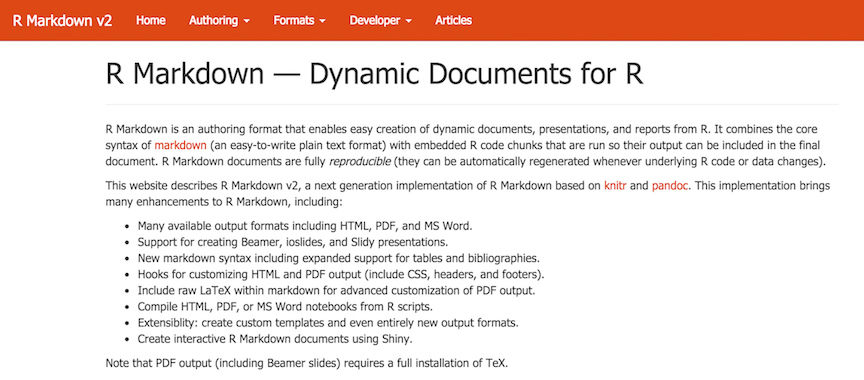 R Markdown v2 Home Authoring Formats Developer Articles
R Markdown — Dynamic Documents for R
R Markdown is an authoring format that enables easy creation of dynamic documents, presentations, and reports from R. It combines the core
syntax of markdown (an easy-to-write plain text format) with embedded R code chunks that are run so their output can be included in the final
document. R Markdown documents are fully reproducible (they can be automatically regenerated whenever underlying R code or data changes).
This website describes R Markdown v2, a next generation implementation of R Markdown based on knitr and pandoc. This implementation brings
many enhancements to R Markdown, including:
• Many available output formats including HTML, PDF, and MS Word.
• Support for creating Beamer, ioslides, and Slidy presentations.
• New markdown syntax including expanded support for tables and bibliographies.
• Hooks for customizing HTML and PDF output (include CSS, headers, and footers).
• Include raw LaTeX within markdown for advanced customization of PDF output.
• Compile HTML, PDF, or MS Word notebooks from R scripts.
• Extensiblity: create custom templates and even entirely new output formats.
• Create interactive R Markdown documents using Shiny.
Note that PDF output (including Beamer slides) requires a full installation of TeX.